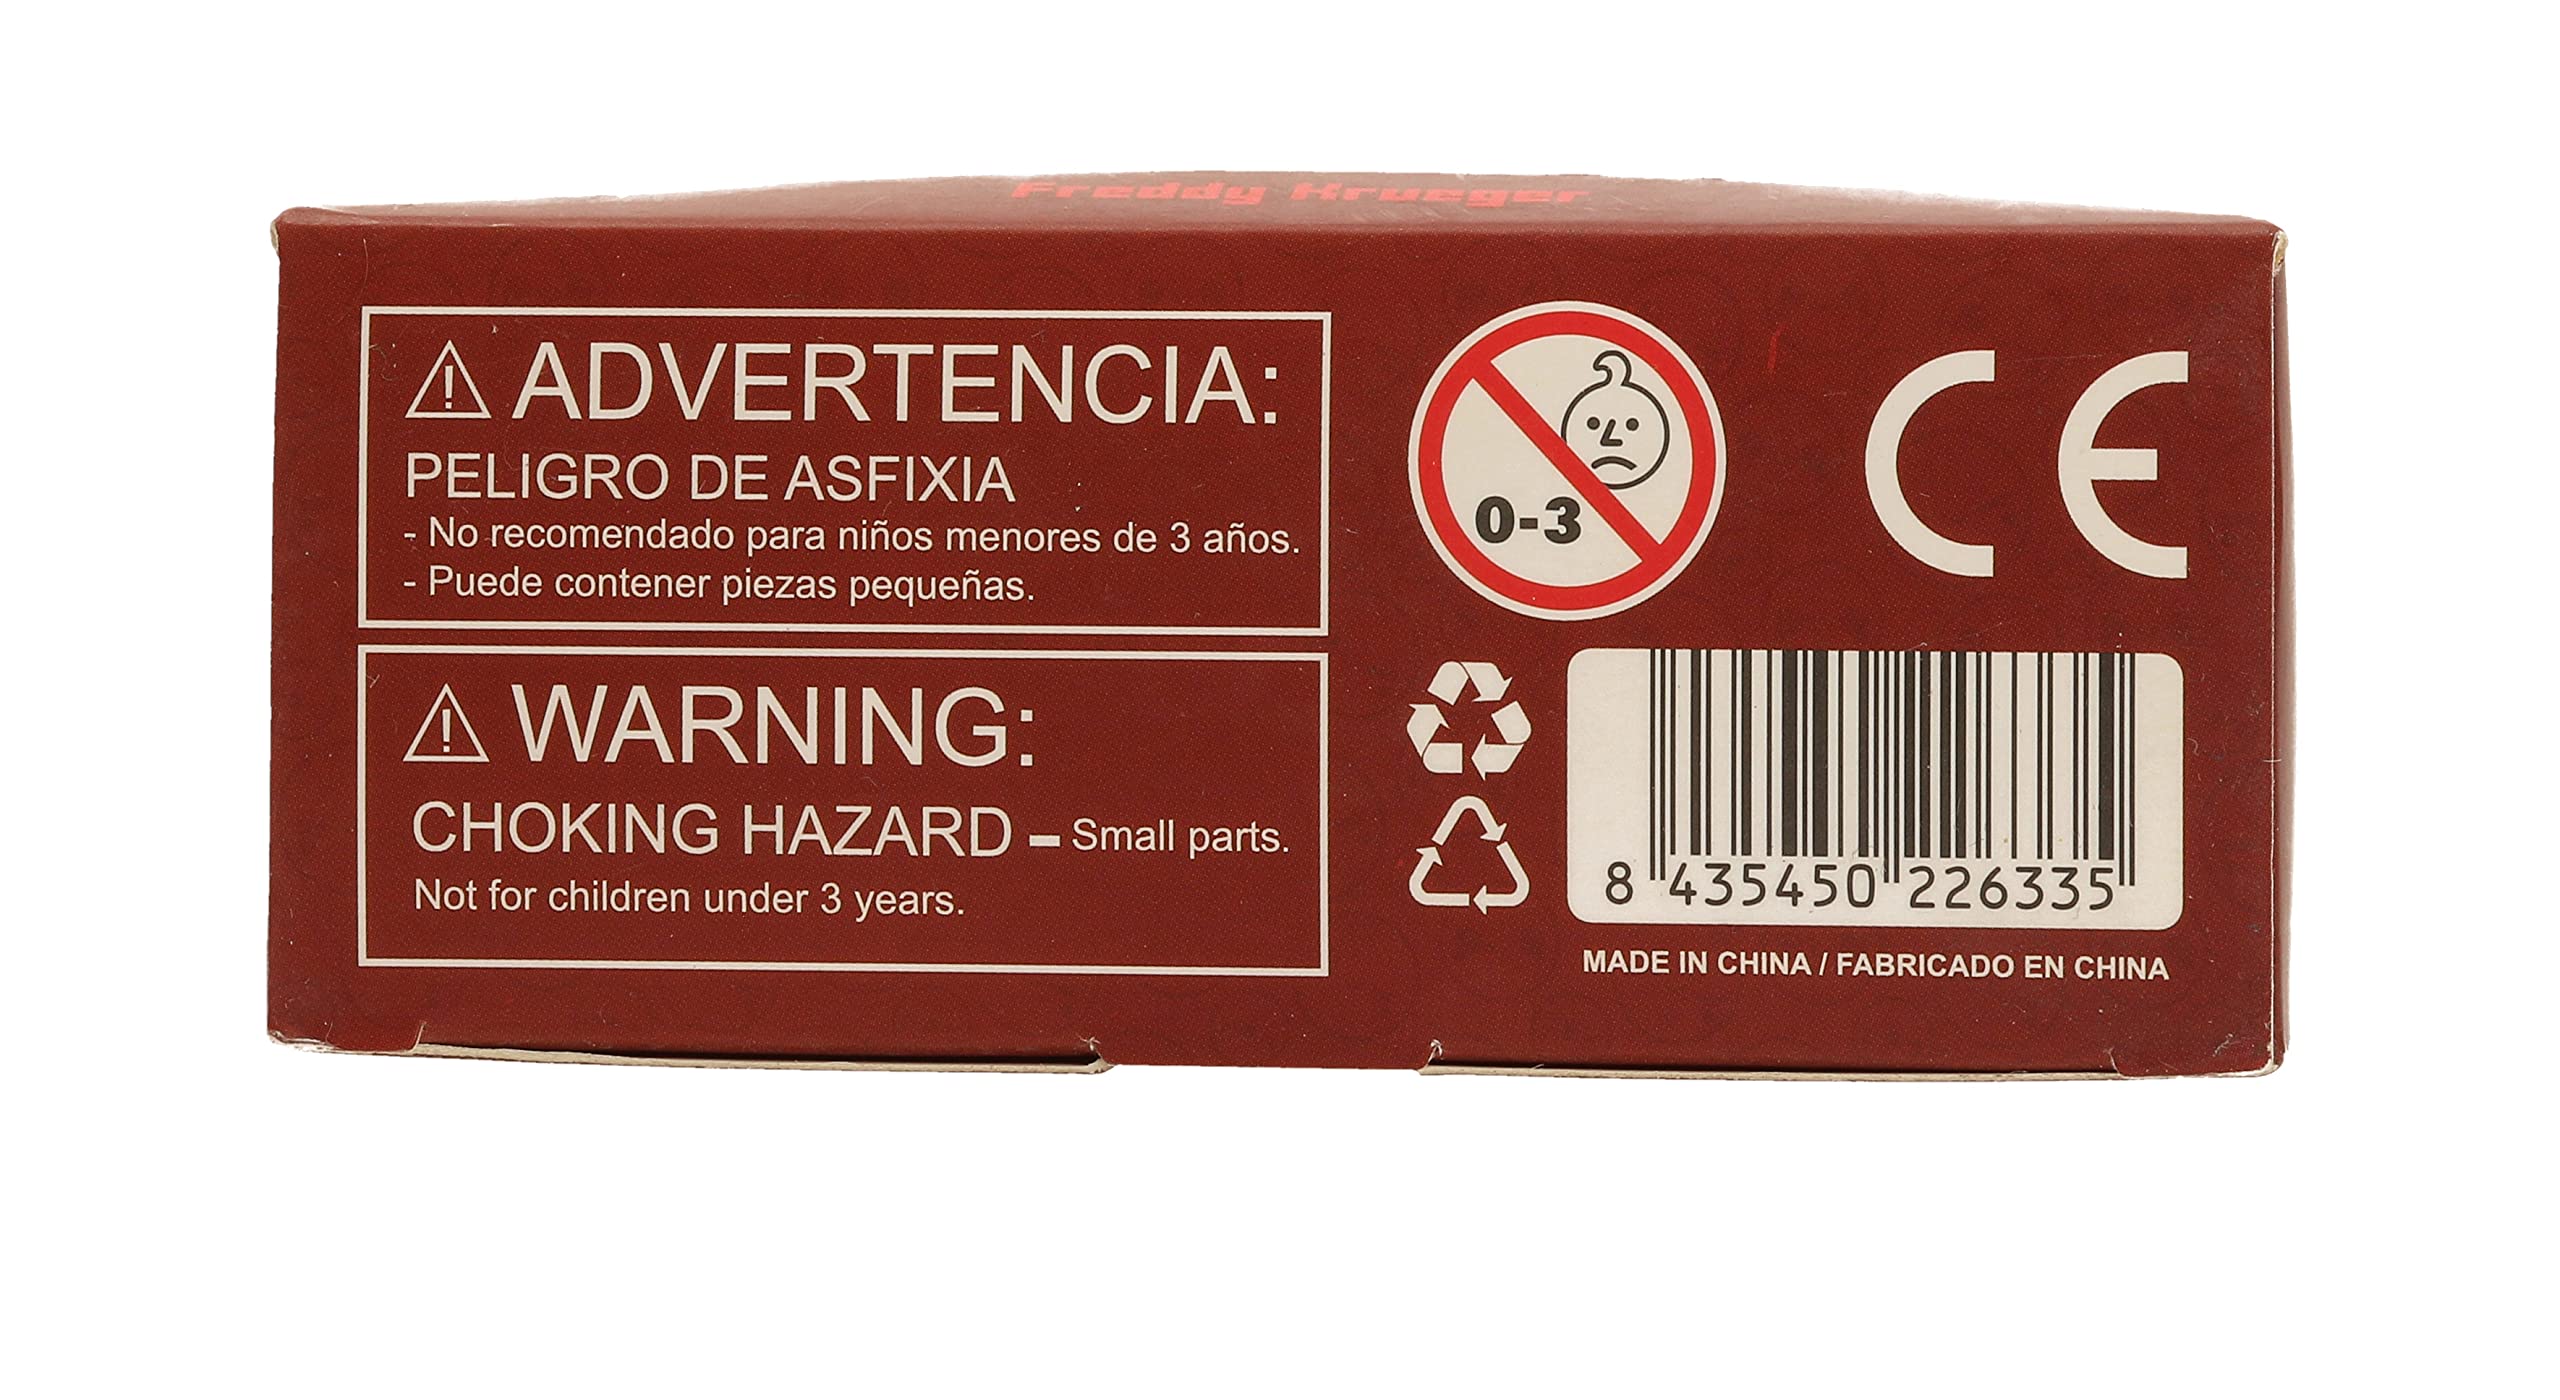 Freddy Krueger
ADVERTENCIA:
PELIGRO DE ASFIXIA
- No recomendado para niños menores de 3 años.
- Puede contener piezas pequeñas.
WARNING:
CHOKING HAZARD – Small parts.
Not for children under 3 years.
0-3
CE
8 435450 226335
MADE IN CHINA / FABRICADO EN CHINA